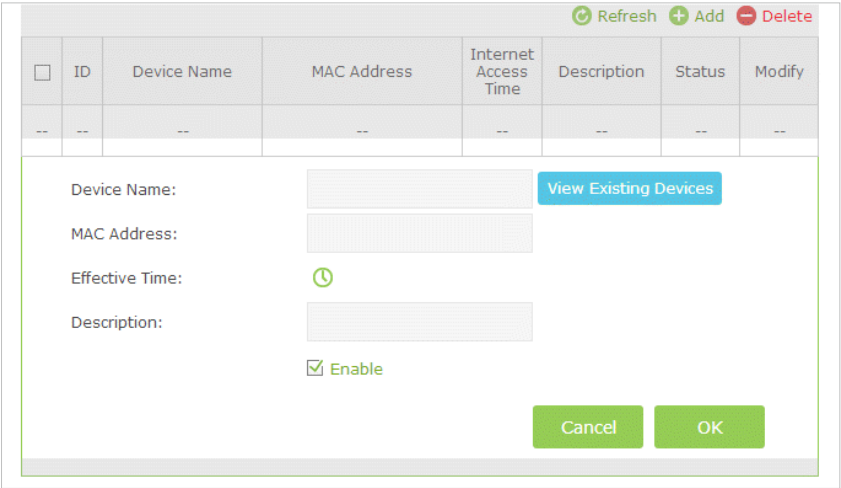 Refresh Add Delete
ID Device Name MAC Address Internet Access Time Description Status Modify
-- -- -- -- -- -- -- --
Device Name: View Existing Devices
MAC Address:
Effective Time:
Description:
Enable
Cancel OK